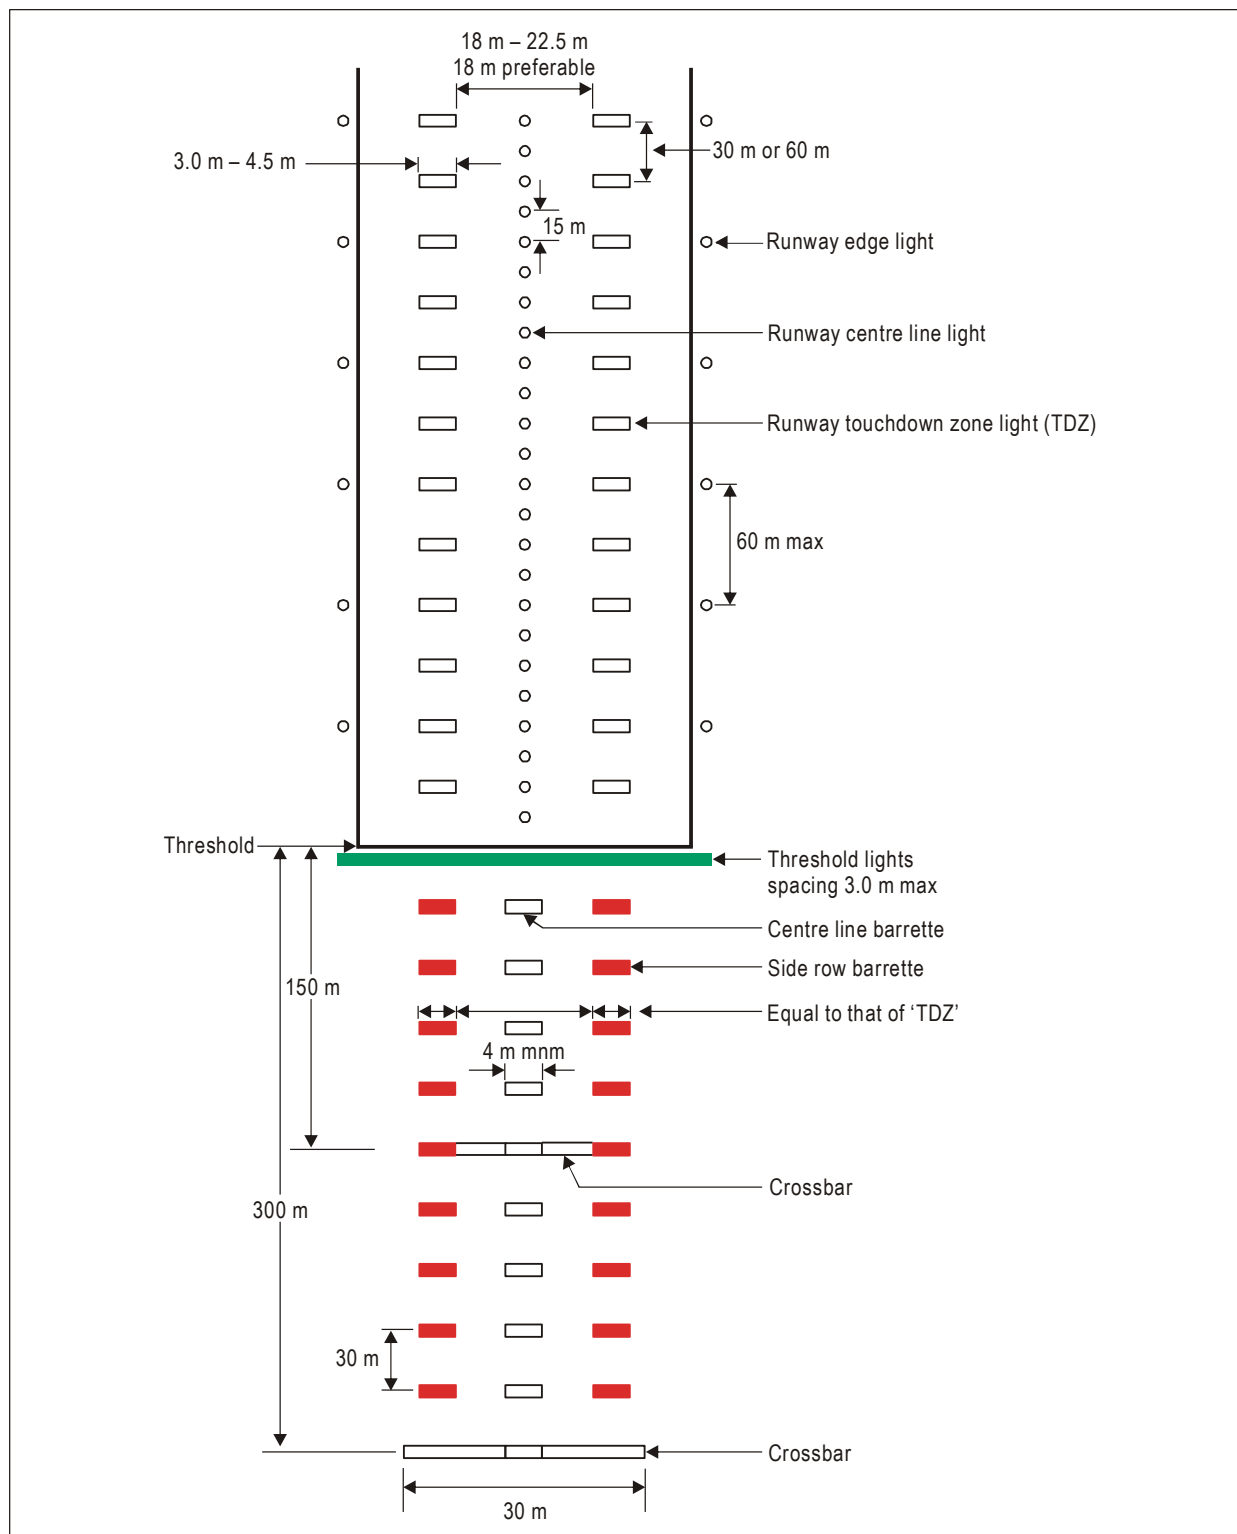 18 m – 22.5 m
18 m preferable
3.0 m – 4.5 m
30 m or 60 m
15 m
Runway edge light
Runway centre line light
Runway touchdown zone light (TDZ)
60 m max
Threshold
Threshold lights
spacing 3.0 m max
Centre line barrette
Side row barrette
150 m
Equal to that of ‘TDZ’
4 m mnm
Crossbar
300 m
30 m
Crossbar
30 m